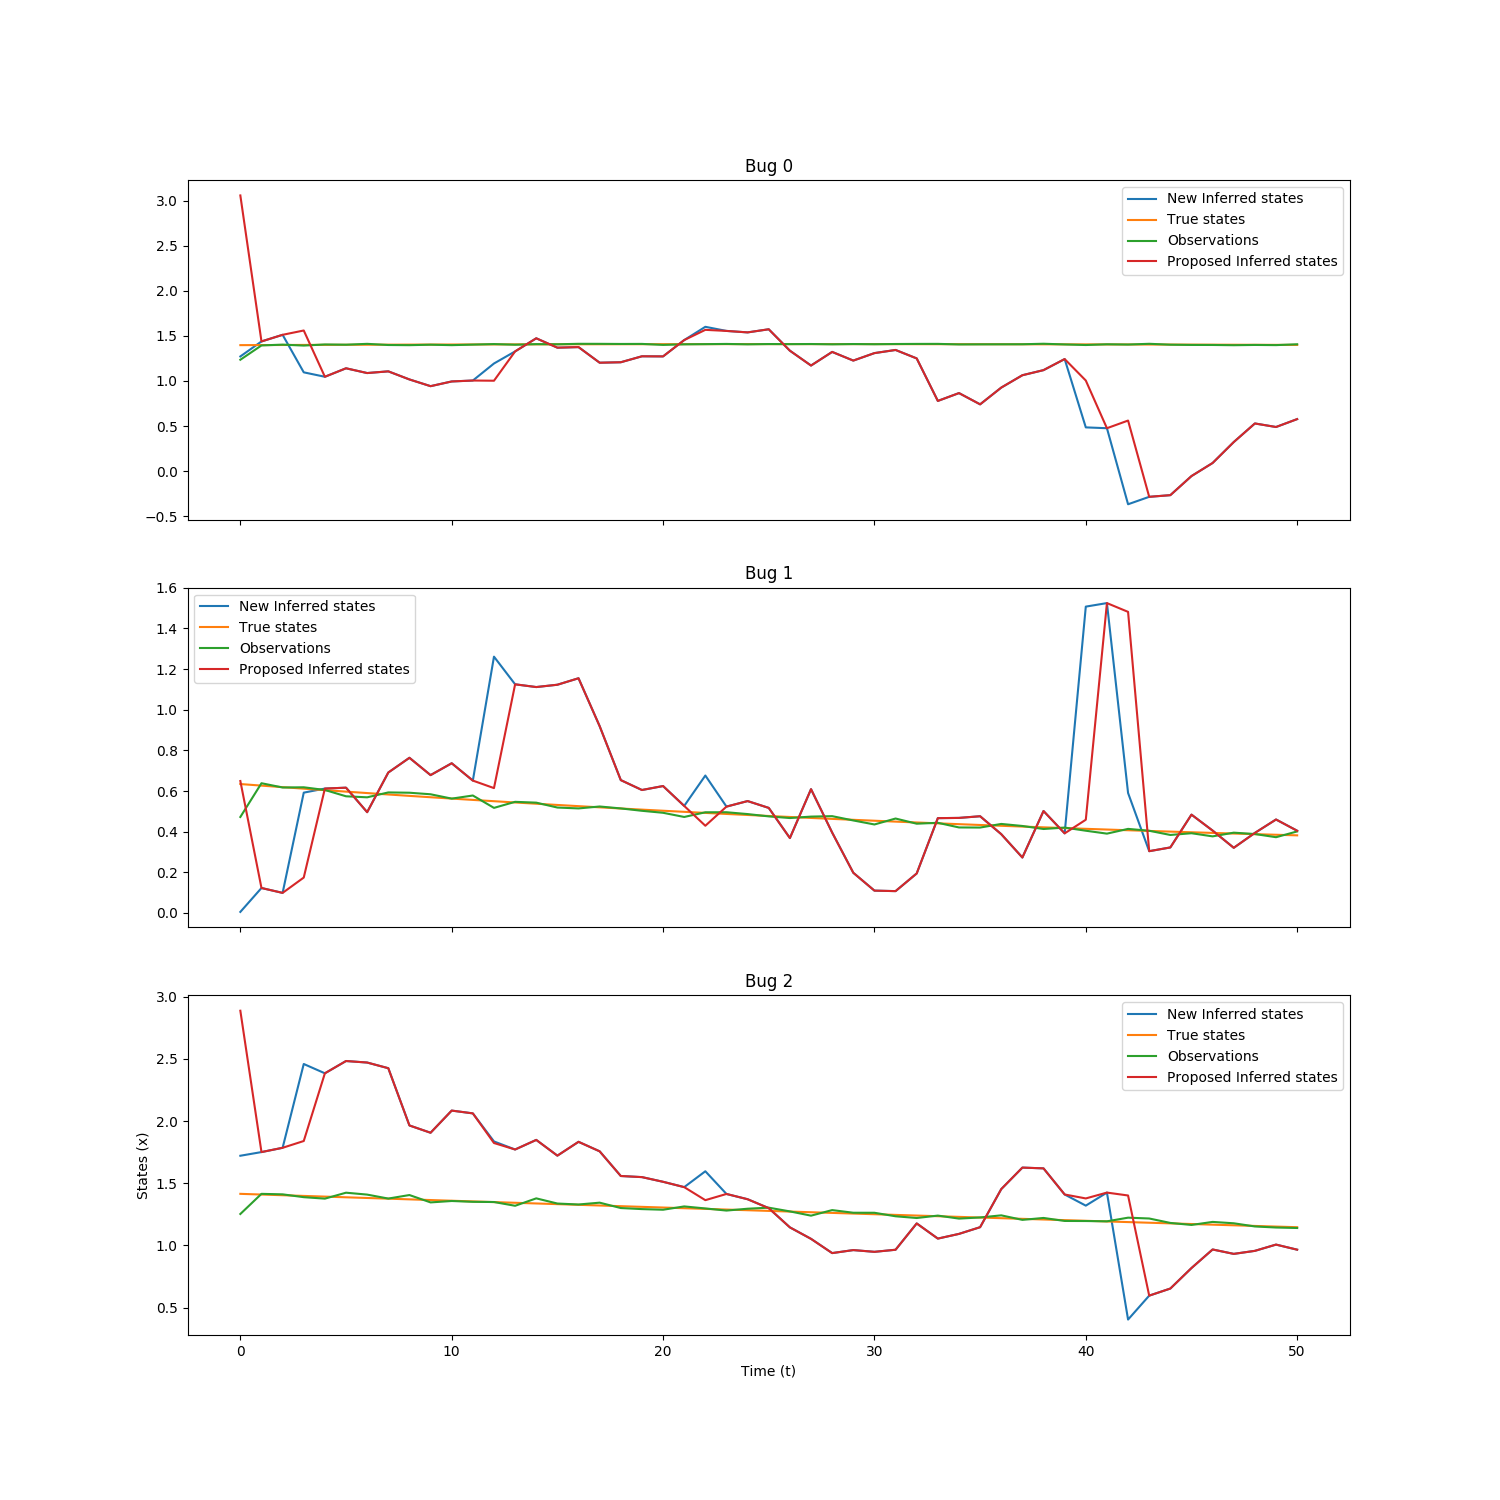 Bug 0
3.0
2.5
2.0
1.5
1.0
0.5
0.0
−0.5
New Inferred states
True states
Observations
Proposed Inferred states
Bug 1
1.6
1.4
1.2
1.0
0.8
0.6
0.4
0.2
0.0
New Inferred states
True states
Observations
Proposed Inferred states
Bug 2
3.0
2.5
2.0
1.5
1.0
0.5
States (x)
New Inferred states
True states
Observations
Proposed Inferred states
0 10 20 30 40 50
Time (t)